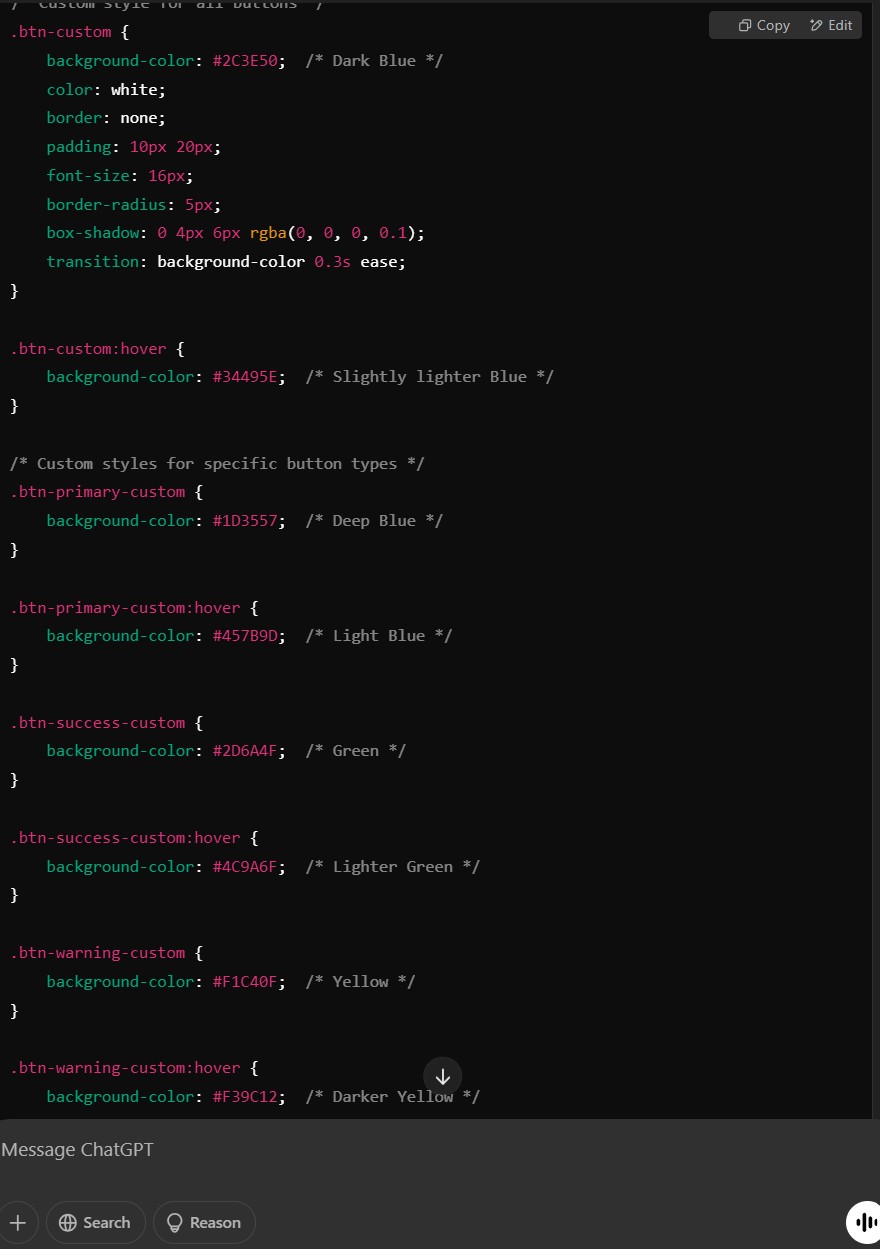 /* Custom style for all buttons */
Copy Edit
.btn-custom {
    background-color: #2C3E50;  /* Dark Blue */
    color: white;
    border: none;
    padding: 10px 20px;
    font-size: 16px;
    border-radius: 5px;
    box-shadow: 0 4px 6px rgba(0, 0, 0, 0.1);
    transition: background-color 0.3s ease;
}
.btn-custom:hover {
    background-color: #34495E;  /* Slightly lighter Blue */
}
/* Custom styles for specific button types */
.btn-primary-custom {
    background-color: #1D3557;  /* Deep Blue */
}
.btn-primary-custom:hover {
    background-color: #457B9D;  /* Light Blue */
}
.btn-success-custom {
    background-color: #2D6A4F;  /* Green */
}
.btn-success-custom:hover {
    background-color: #4C9A6F;  /* Lighter Green */
}
.btn-warning-custom {
    background-color: #F1C40F;  /* Yellow */
}
.btn-warning-custom:hover {
    background-color: #F39C12;  /* Darker Yellow */
Message ChatGPT
Search Reason